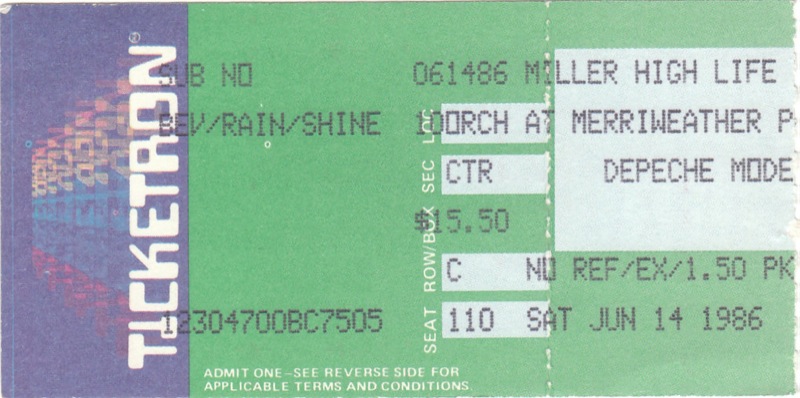 TICKETRON®
SUB NO 061486 MILLER HIGH LIFE
BEV/RAIN/SHINE 100RCH AT MERRIWEATHER P
CTR DEPECHE MODE
$15.50
C NO REF/EX/1.50 PK
12304700BC7505 110 SAT JUN 14 1986
SEAT ROW/BOX SEC LOC
ADMIT ONE—SEE REVERSE SIDE FOR
APPLICABLE TERMS AND CONDITIONS